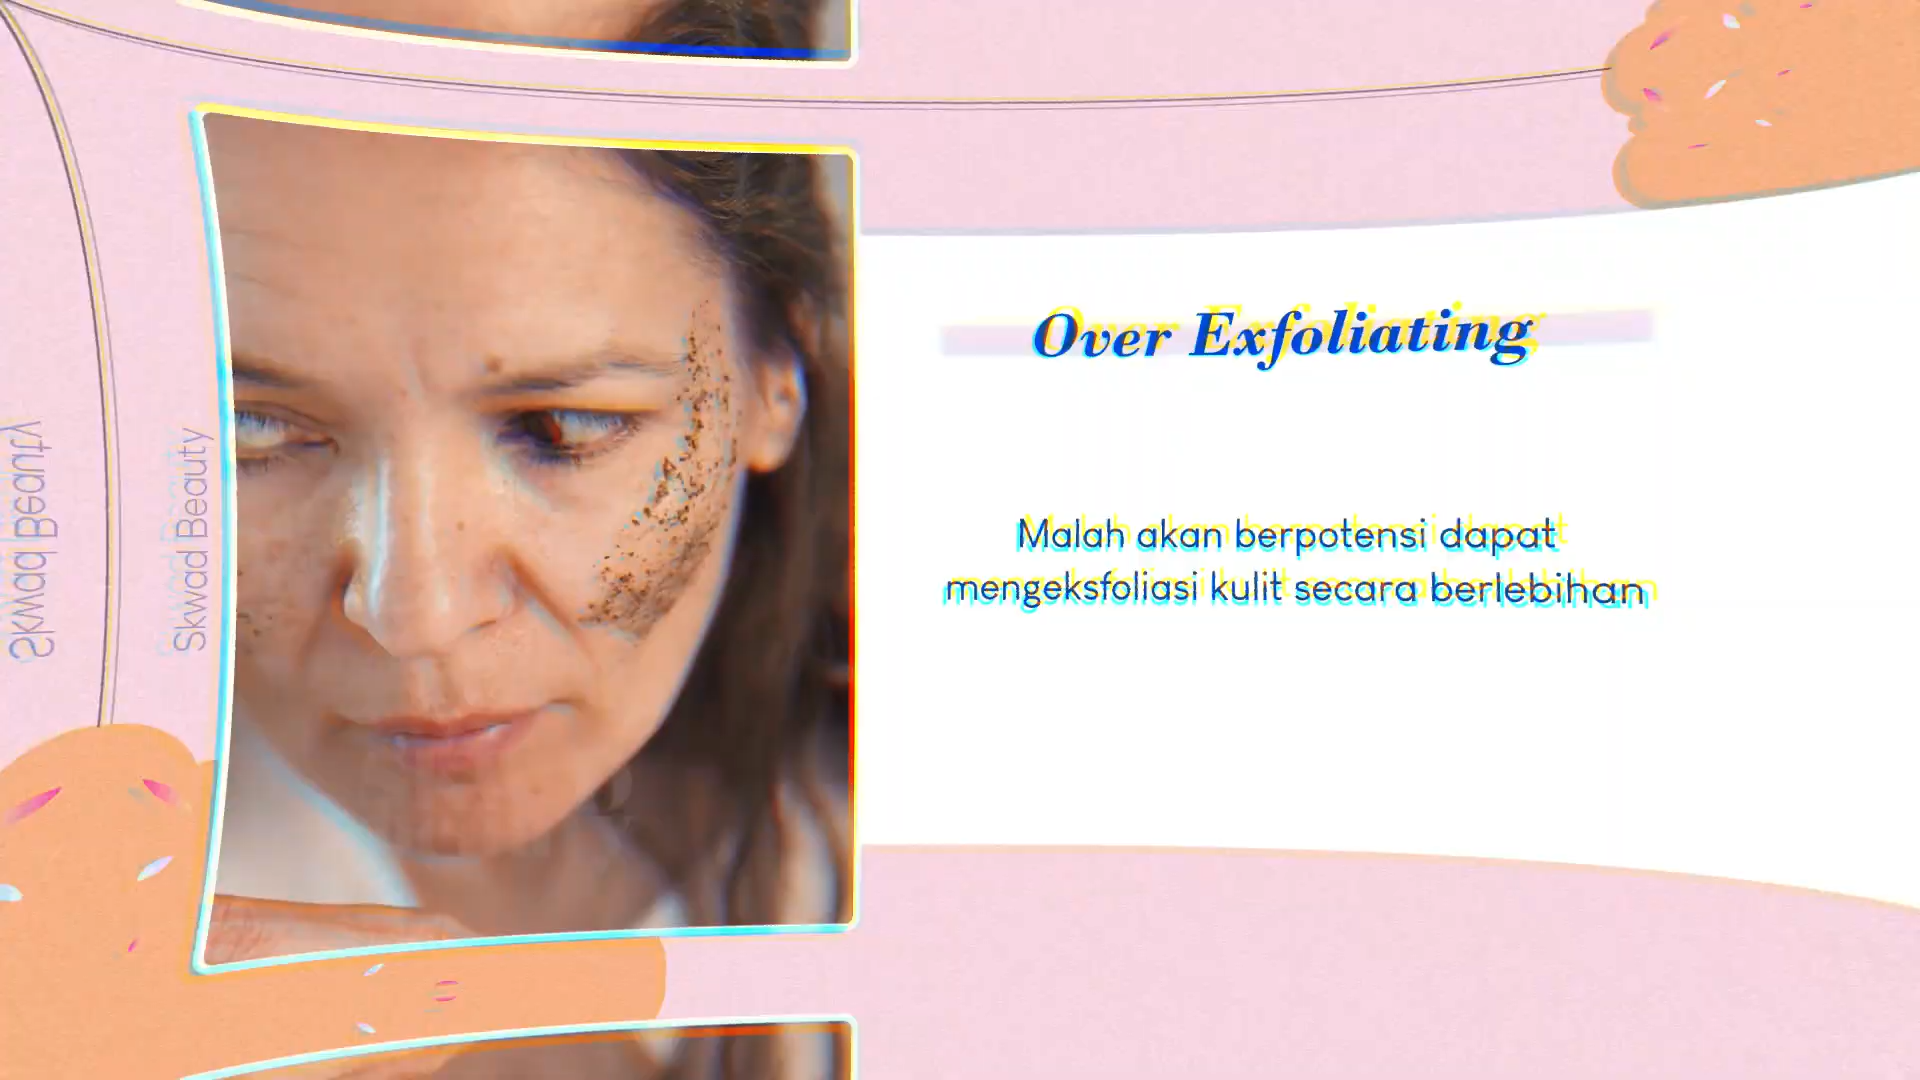 Over Exfoliating
Malah akan berpotensi dapat
mengeksfoliasi kulit secara berlebihan
Skwad Beauty
Skwad Beauty